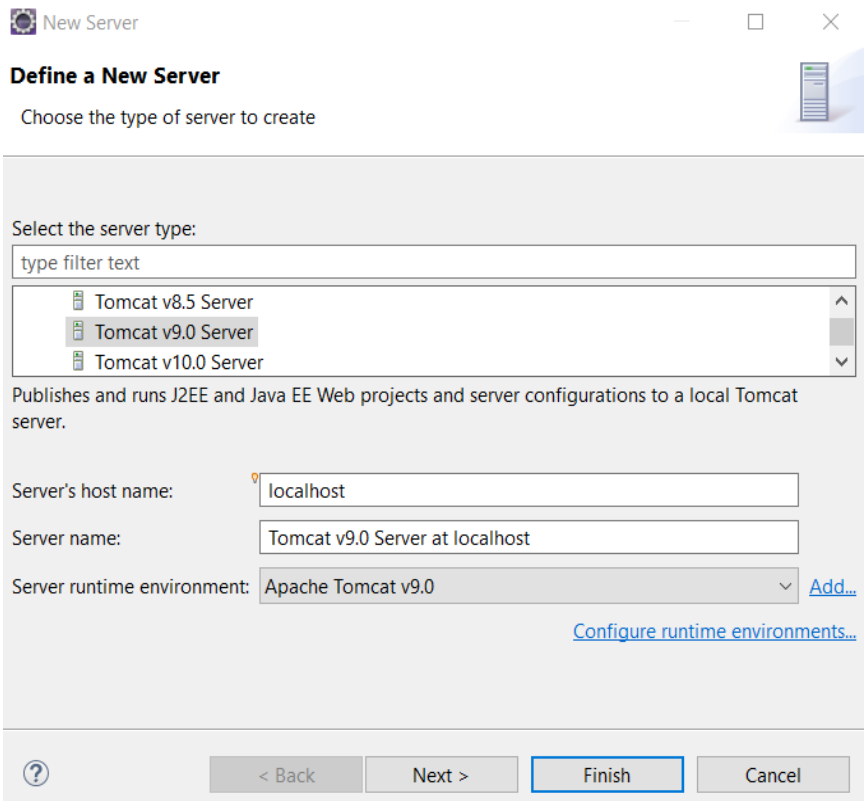 New Server
Define a New Server
Choose the type of server to create
Select the server type:
type filter text
Tomcat v8.5 Server
Tomcat v9.0 Server
Tomcat v10.0 Server
Publishes and runs J2EE and Java EE Web projects and server configurations to a local Tomcat
server.
Server's host name: localhost
Server name: Tomcat v9.0 Server at localhost
Server runtime environment: Apache Tomcat v9.0 Add...
Configure runtime environments...
? < Back Next > Finish Cancel